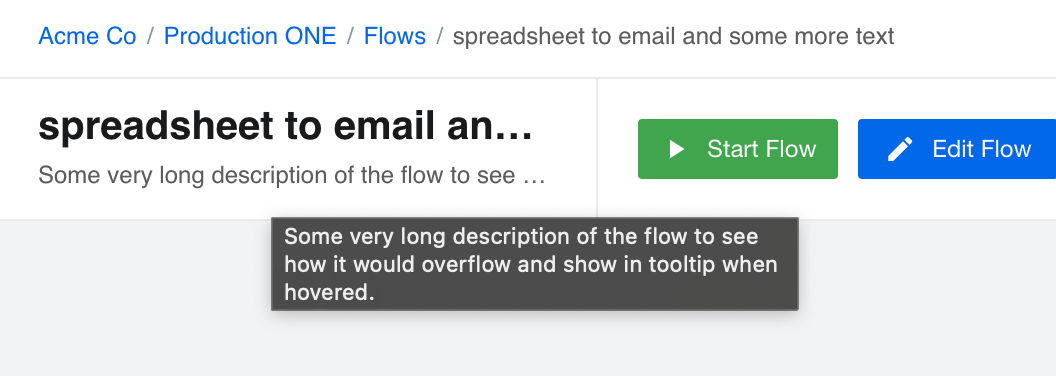 Acme Co / Production ONE / Flows / spreadsheet to email and some more text
spreadsheet to email an...
Some very long description of the flow to see ...
Start Flow
Edit Flow
Some very long description of the flow to see
how it would overflow and show in tooltip when
hovered.